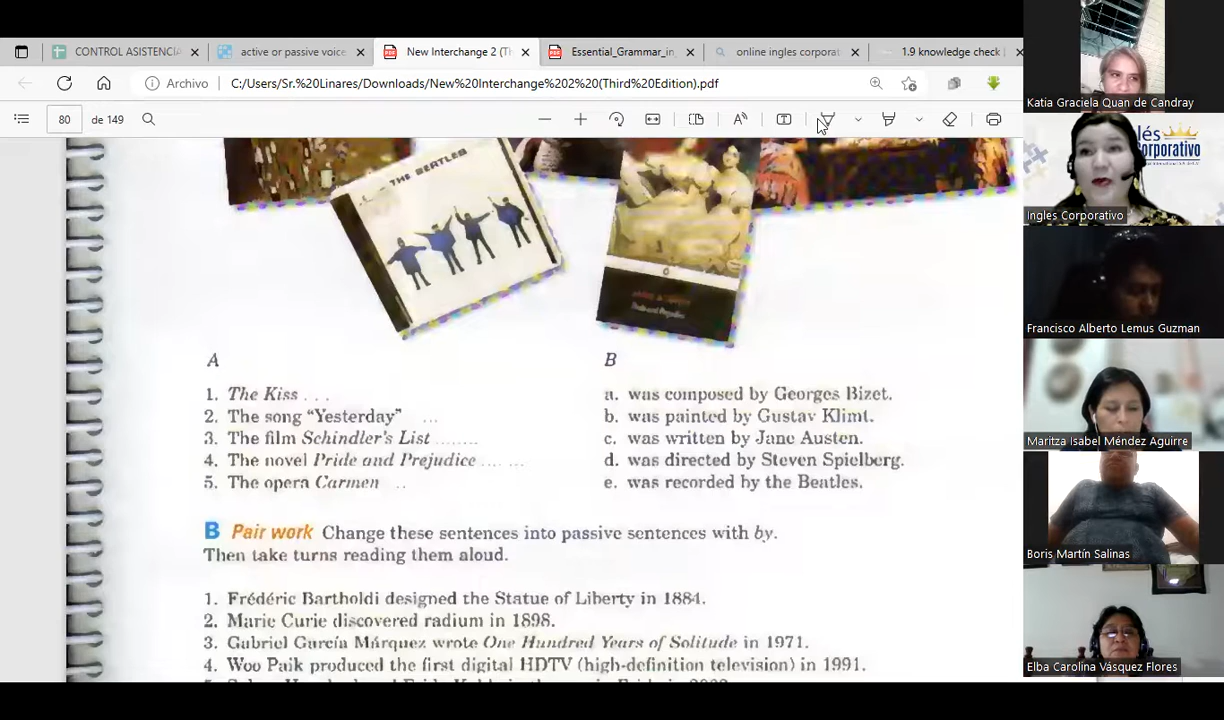 CONTROL ASISTENCIA
active or passive voice
New Interchange 2 (Th
Essential_Grammar_in_
online ingles corporat
1.9 knowledge check
Archivo
C:/Users/Sr.%20Linares/Downloads/New%20Interchange%202%20(Third%20Edition).pdf
80 de 149
THE BEATLES
A
1. The Kiss . . .
2. The song “Yesterday” ...
3. The film Schindler's List ........
4. The novel Pride and Prejudice .... ...
5. The opera Carmen ..
B
a. was composed by Georges Bizet.
b. was painted by Gustav Klimt.
c. was written by Jane Austen.
d. was directed by Steven Spielberg.
e. was recorded by the Beatles.
B Pair work Change these sentences into passive sentences with by.
Then take turns reading them aloud.
1. Frédéric Bartholdi designed the Statue of Liberty in 1884.
2. Marie Curie discovered radium in 1898.
3. Gabriel García Márquez wrote One Hundred Years of Solitude in 1971.
4. Woo Paik produced the first digital HDTV (high-definition television) in 1991.
Katia Graciela Quan de Candray
lés
Corporativo
Ingles Corporativo
Francisco Alberto Lemus Guzman
Maritza Isabel Méndez Aguirre
Boris Martín Salinas
Elba Carolina Vásquez Flores